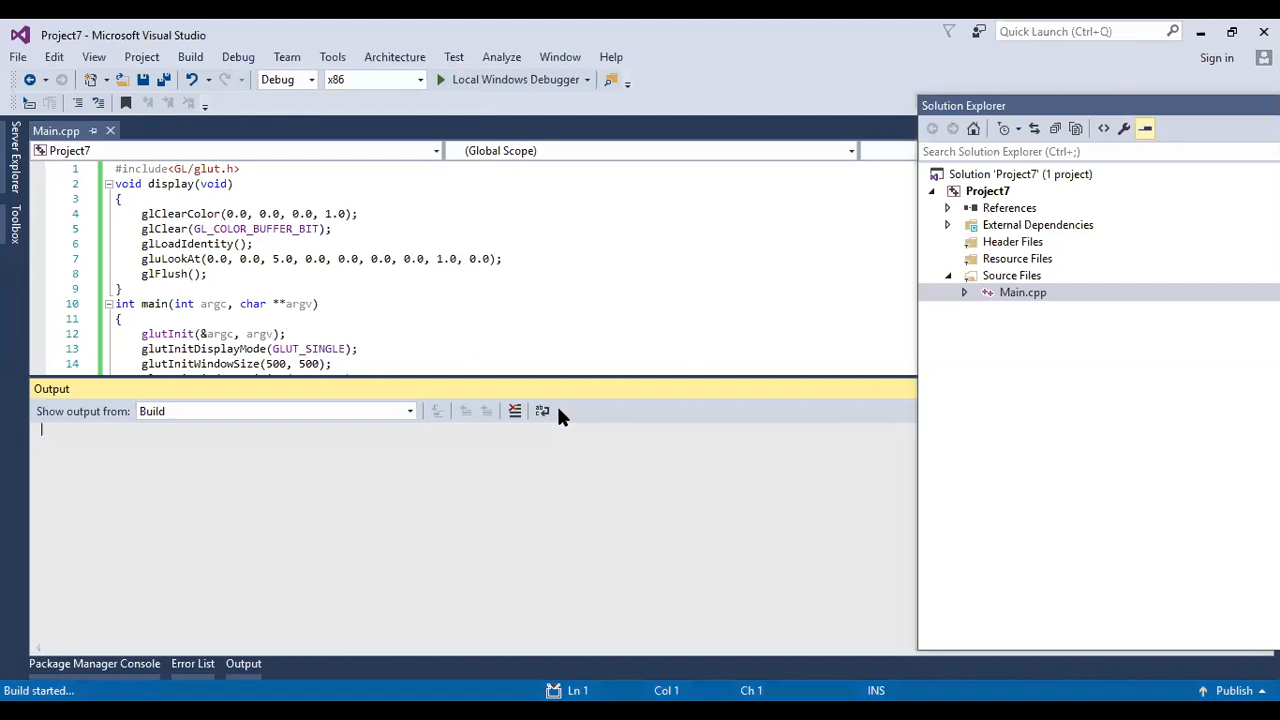 Project7 - Microsoft Visual Studio
Quick Launch (Ctrl+Q)
File Edit View Project Build Debug Team Tools Architecture Test Analyze Window Help
Sign in
Debug x86 Local Windows Debugger
Server Explorer
Toolbox
Main.cpp
Project7 (Global Scope)
1 #include<GL/glut.h>
2 void display(void)
3 {
4 glClearColor(0.0, 0.0, 0.0, 1.0);
5 glClear(GL_COLOR_BUFFER_BIT);
6 glLoadIdentity();
7 gluLookAt(0.0, 0.0, 5.0, 0.0, 0.0, 0.0, 0.0, 1.0, 0.0);
8 glFlush();
9 }
10 int main(int argc, char **argv)
11 {
12 glutInit(&argc, argv);
13 glutInitDisplayMode(GLUT_SINGLE);
14 glutInitWindowSize(500, 500);
Output
Show output from: Build
Solution Explorer
Search Solution Explorer (Ctrl+;)
Solution 'Project7' (1 project)
Project7
References
External Dependencies
Header Files
Resource Files
Source Files
Main.cpp
Package Manager Console Error List Output
Build started... Ln 1 Col 1 Ch 1 INS Publish